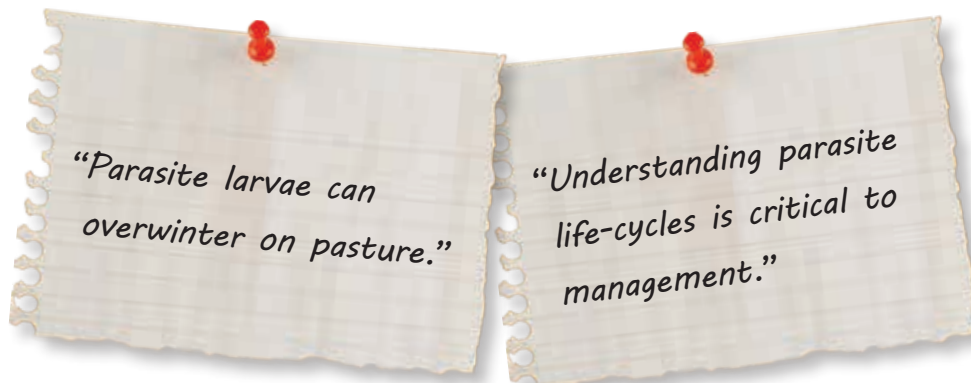 “Parasite larvae can
overwinter on pasture.”
“Understanding parasite
life-cycles is critical to
management.”